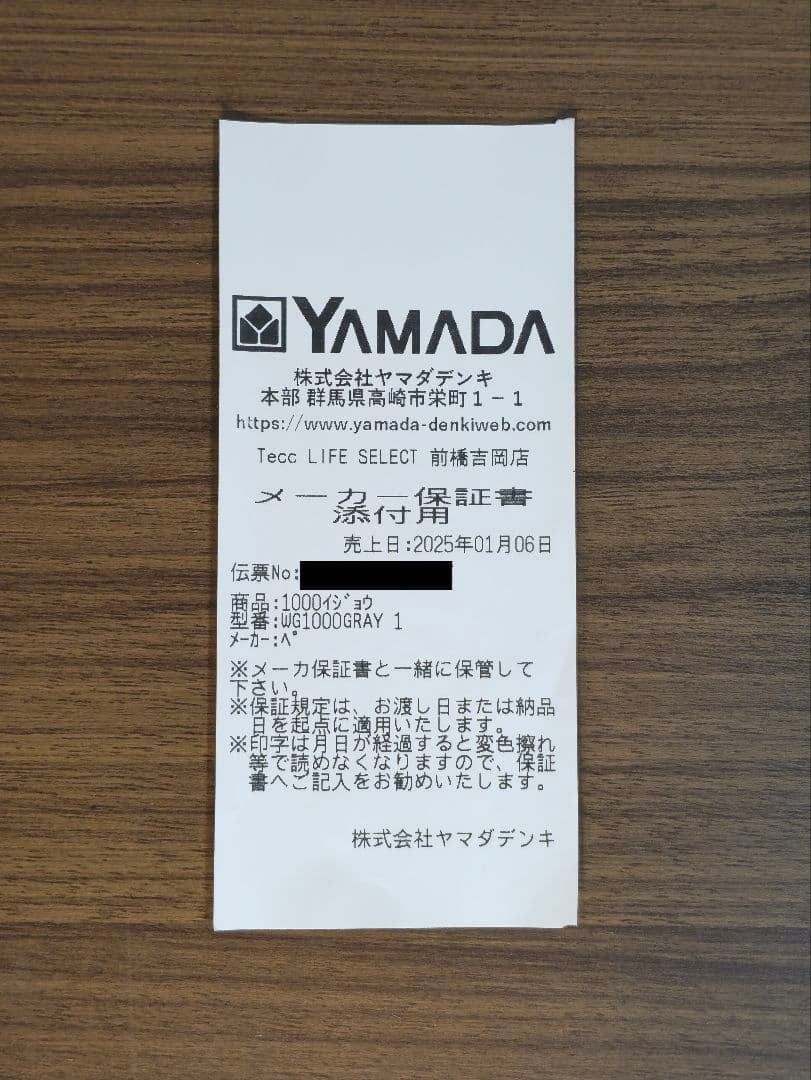 YAMADA
株式会社ヤマダデンキ
本部 群馬県高崎市栄町1-1
https://www.yamada-denkiweb.com
Tecc LIFE SELECT 前橋吉岡店
メーカー保証書
添付用
売上日:2025年01月06日
伝票No:
商品:1000ｲｼﾞｮｳ
型番:WG1000GRAY 1
ﾒｰｶｰ:ﾍﾟ
※メーカ保証書と一緒に保管して
下さい。
※保証規定は、お渡し日または納品
日を起点に適用いたします。
※印字は月日が経過すると変色擦れ
等で読めなくなりますので、保証
書へご記入をお勧めいたします。
株式会社ヤマダデンキ